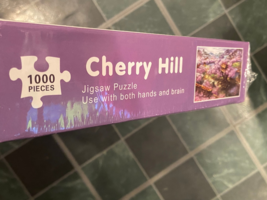 1000
PIECES
Cherry Hill
Jigsaw Puzzle
Use with both hands and brain